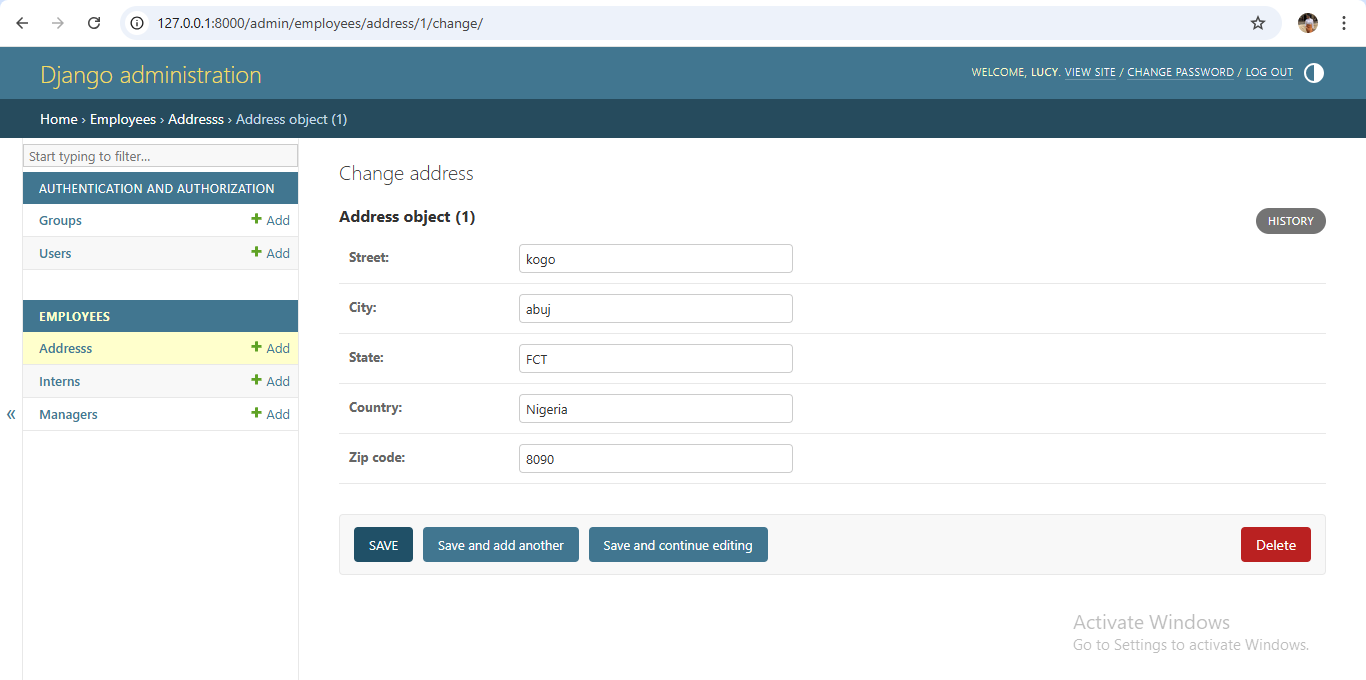 127.0.0.1:8000/admin/employees/address/1/change/
Django administration
WELCOME, LUCY. VIEW SITE / CHANGE PASSWORD / LOG OUT
Home › Employees › Addresss › Address object (1)
Start typing to filter...
AUTHENTICATION AND AUTHORIZATION
Groups + Add
Users + Add
EMPLOYEES
Addresss + Add
Interns + Add
Managers + Add
«
Change address
Address object (1)
HISTORY
Street: kogo
City: abuj
State: FCT
Country: Nigeria
Zip code: 8090
SAVE Save and add another Save and continue editing Delete
Activate Windows
Go to Settings to activate Windows.